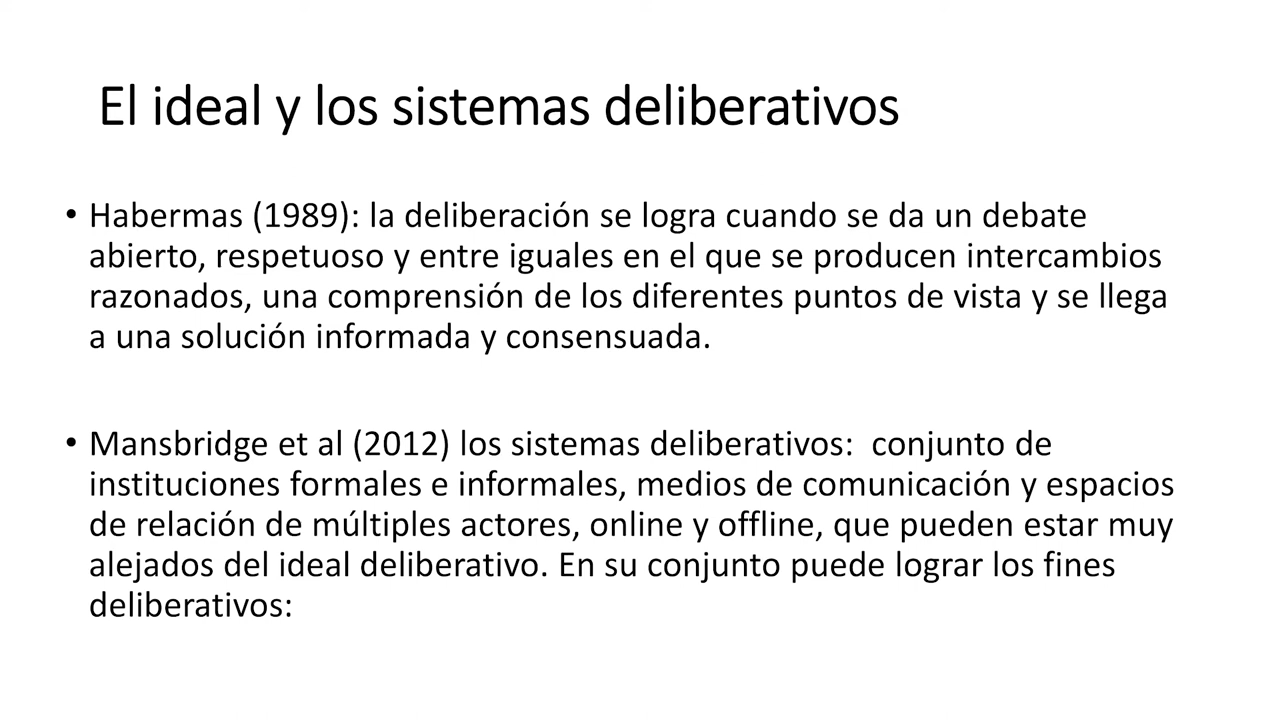 El ideal y los sistemas deliberativos
• Habermas (1989): la deliberación se logra cuando se da un debate
abierto, respetuoso y entre iguales en el que se producen intercambios
razonados, una comprensión de los diferentes puntos de vista y se llega
a una solución informada y consensuada.
• Mansbridge et al (2012) los sistemas deliberativos:  conjunto de
instituciones formales e informales, medios de comunicación y espacios
de relación de múltiples actores, online y offline, que pueden estar muy
alejados del ideal deliberativo. En su conjunto puede lograr los fines
deliberativos: